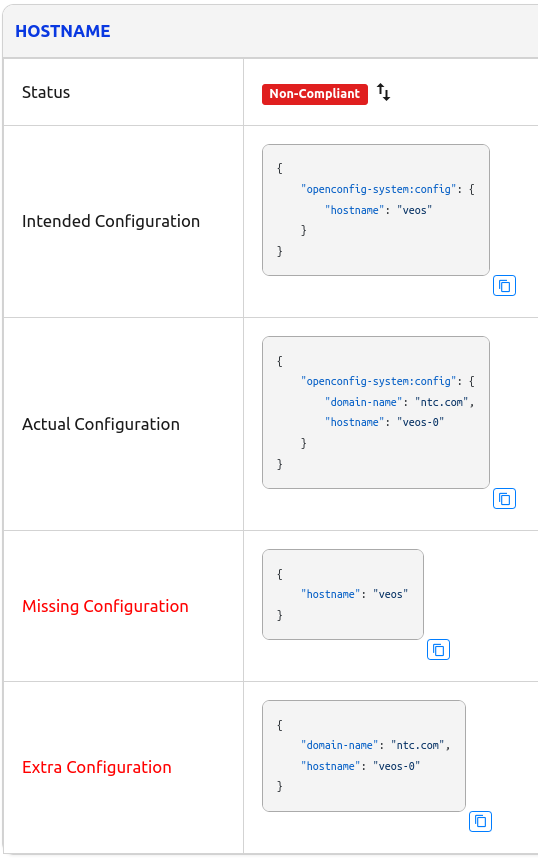 HOSTNAME
Status
Non-Compliant
Intended Configuration
{
    "openconfig-system:config": {
        "hostname": "veos"
    }
}
Actual Configuration
{
    "openconfig-system:config": {
        "domain-name": "ntc.com",
        "hostname": "veos-0"
    }
}
Missing Configuration
{
    "hostname": "veos"
}
Extra Configuration
{
    "domain-name": "ntc.com",
    "hostname": "veos-0"
}